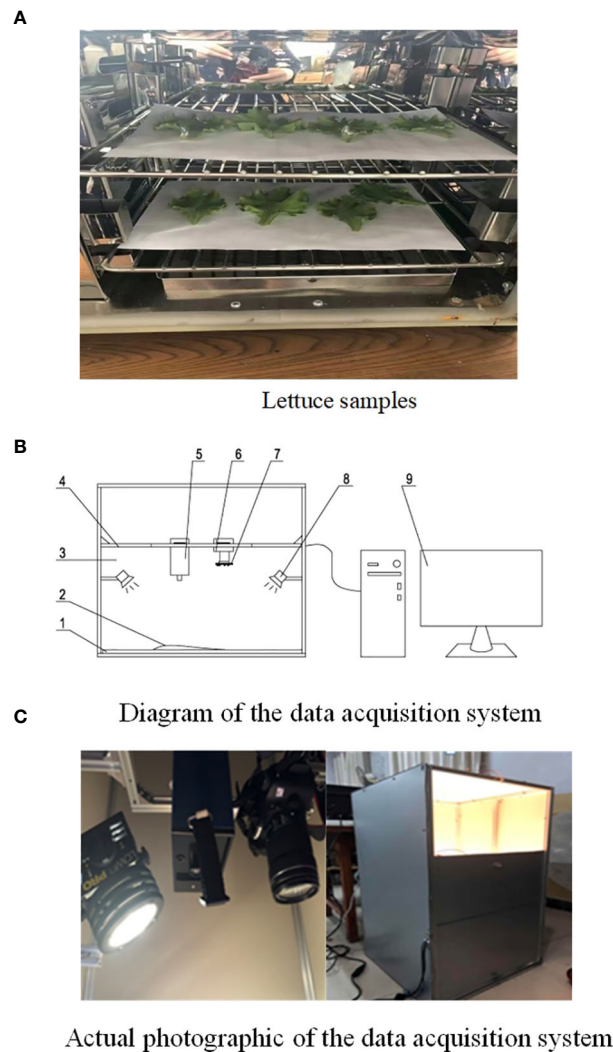 A
Lettuce samples
B
4
5
6
7
8
9
3
2
1
Diagram of the data acquisition system
C
PRO
Actual photographic of the data acquisition system